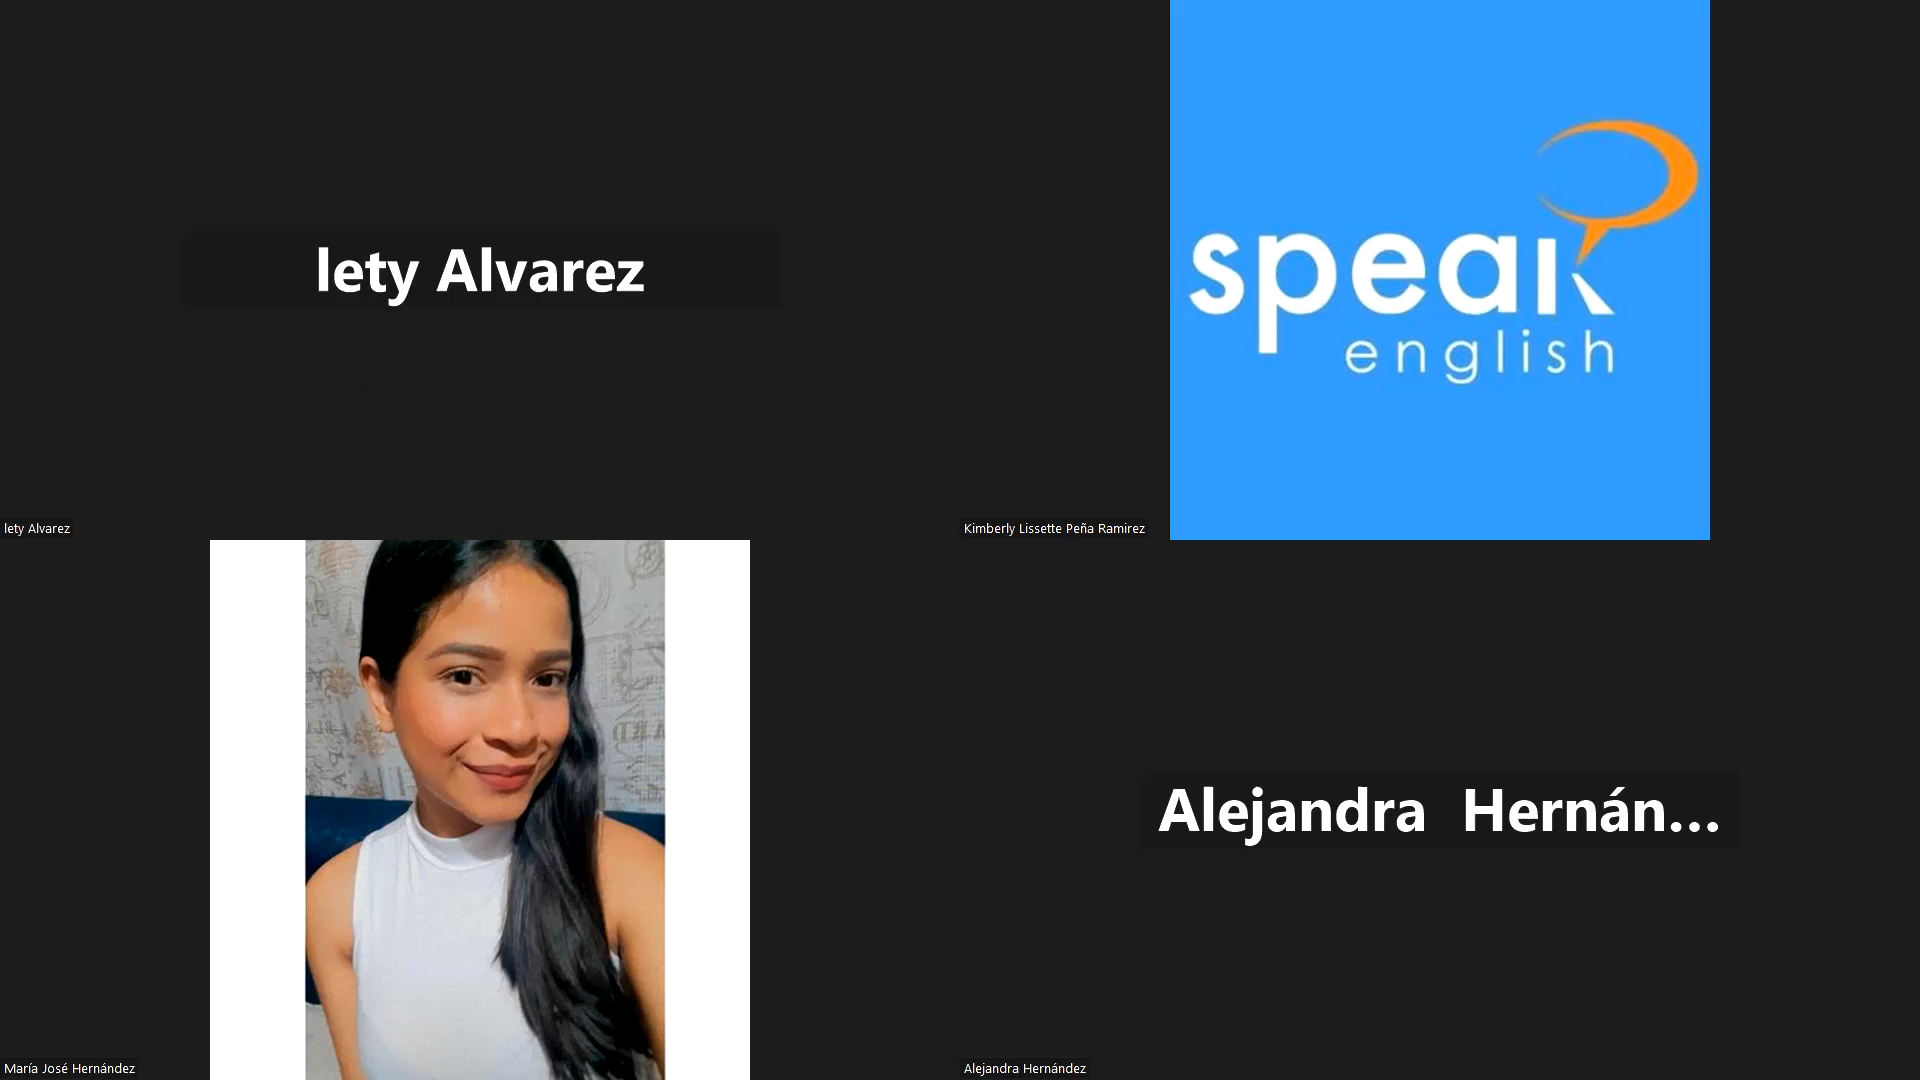 lety Alvarez
speak
english
lety Alvarez
Kimberly Lissette Peña Ramirez
Alejandra Hernán...
María José Hernández
Alejandra Hernández